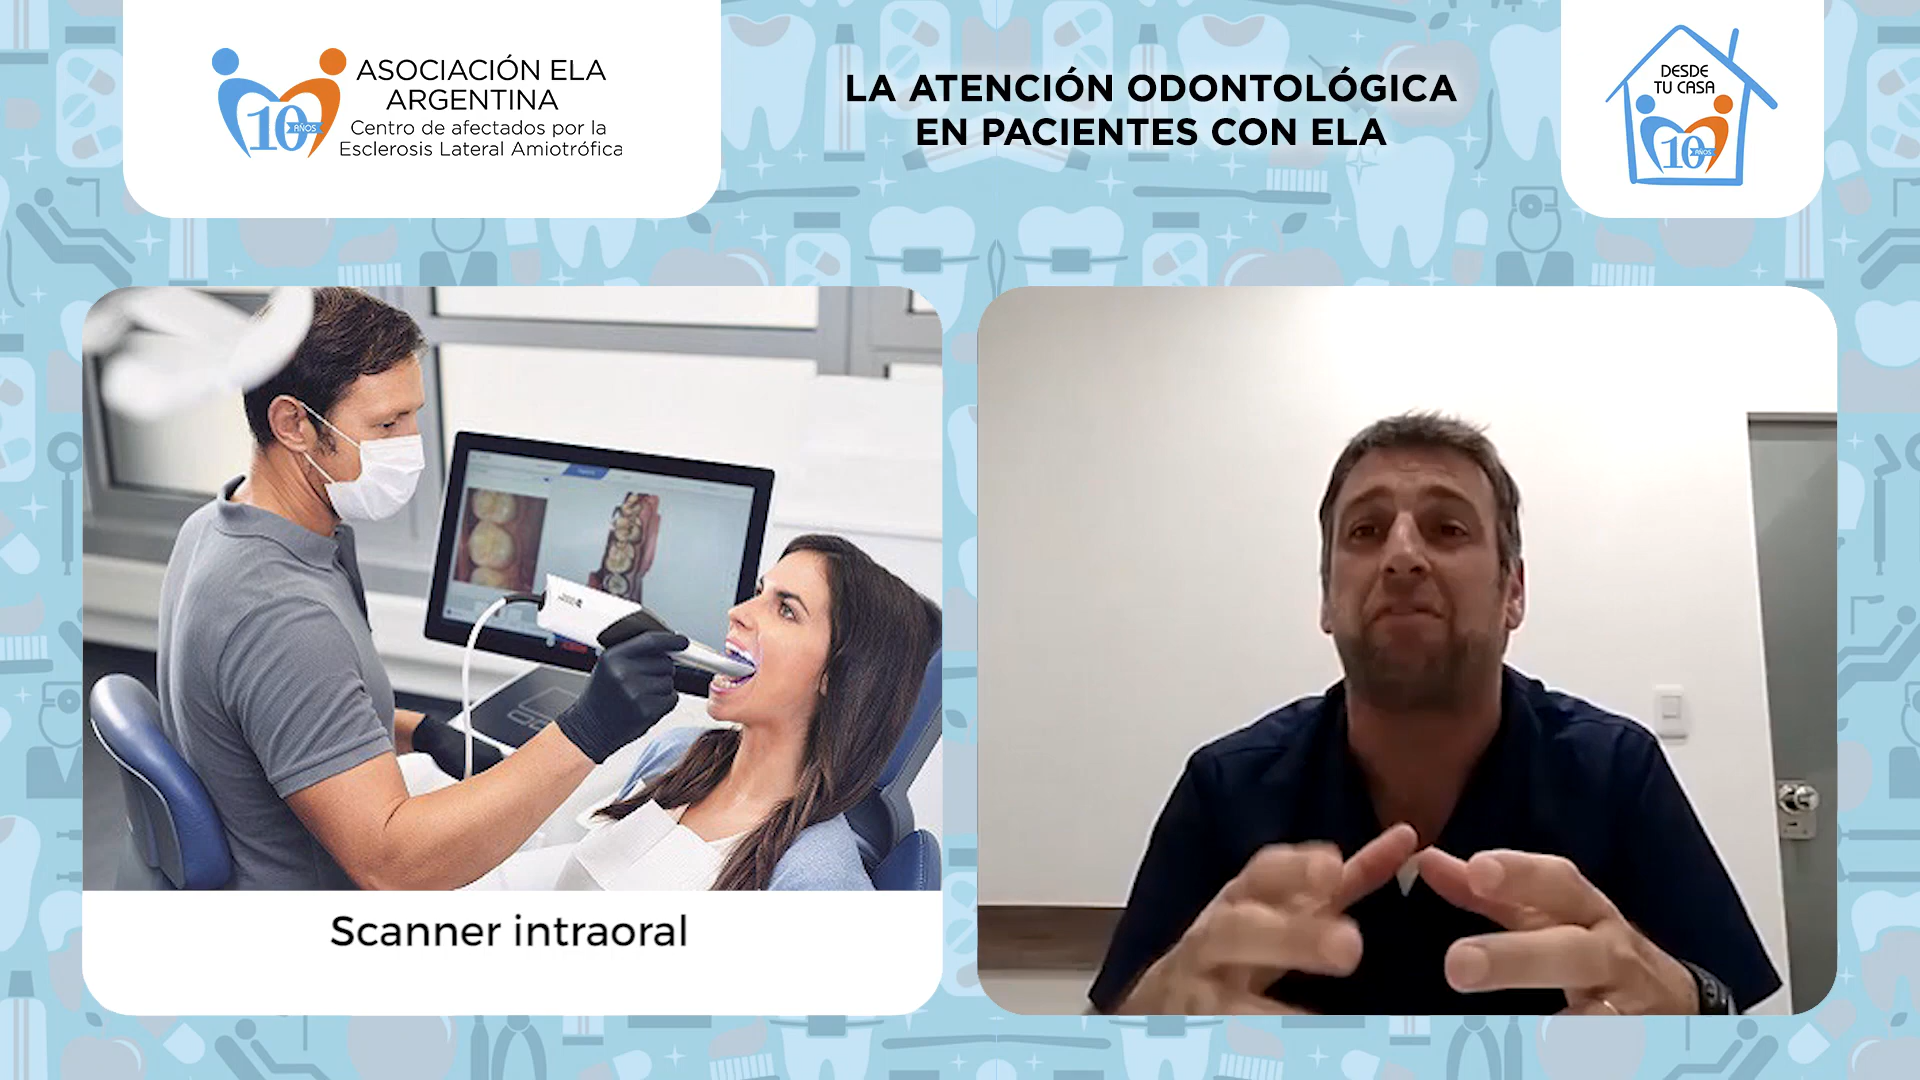 ASOCIACIÓN ELA
ARGENTINA
Centro de afectados por la
Esclerosis Lateral Amiotrófica
10
AÑOS
LA ATENCIÓN ODONTOLÓGICA
EN PACIENTES CON ELA
DESDE
TU CASA
10
AÑOS
Scanner intraoral